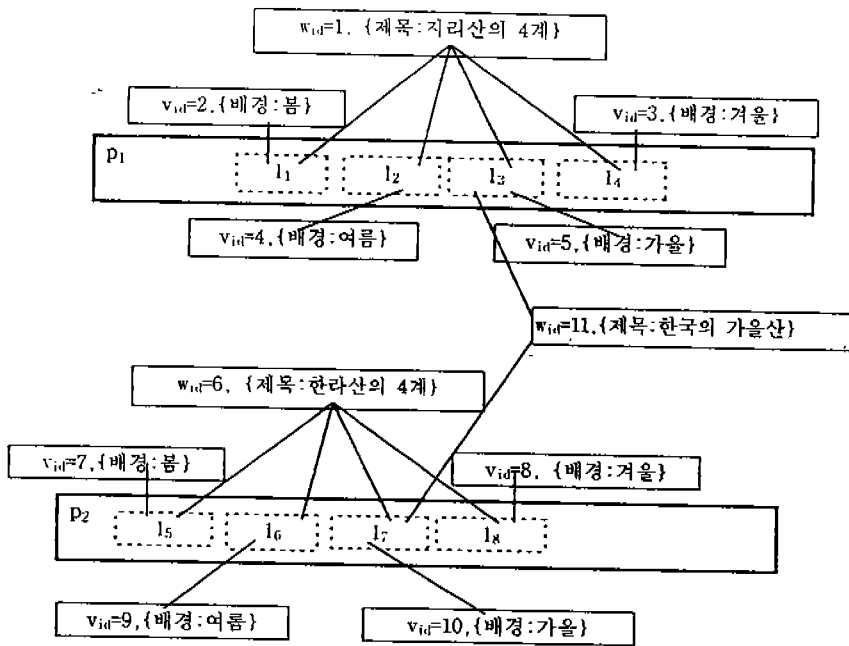 w_id=1, {제목:지리산의 4계}
v_id=2,{배경:봄}
v_id=3,{배경:겨울}
p₁
l₁ l₂ l₃ l₄
v_id=4,{배경:여름}
v_id=5,{배경:가을}
w_id=11,{제목:한국의 가을산}
w_id=6, {제목:한라산의 4계}
v_id=7,{배경:봄}
v_id=8, {배경:겨울}
p₂
l₅ l₆ l₇ l₈
v_id=9,{배경:여름}
v_id=10,{배경:가을}